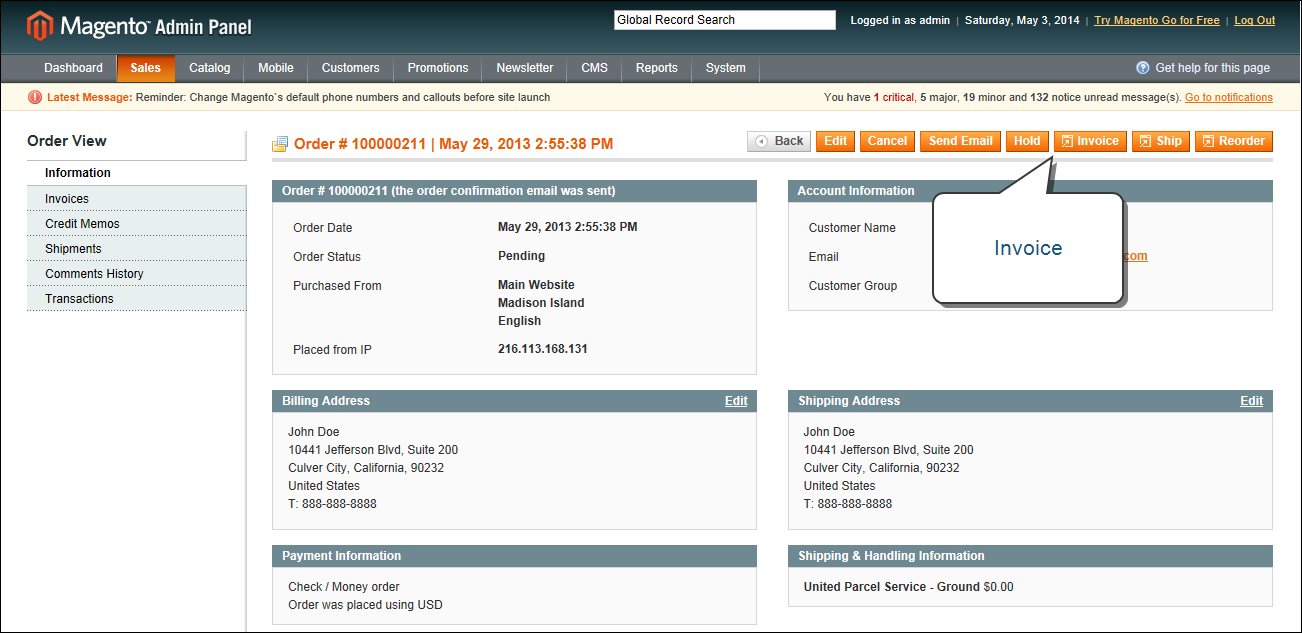 Magento™ Admin Panel
Global Record Search
Logged in as admin | Saturday, May 3, 2014 | Try Magento Go for Free | Log Out
Dashboard Sales Catalog Mobile Customers Promotions Newsletter CMS Reports System Get help for this page
Latest Message: Reminder: Change Magento`s default phone numbers and callouts before site launch You have 1 critical, 5 major, 19 minor and 132 notice unread message(s). Go to notifications
Order View
Information
Invoices
Credit Memos
Shipments
Comments History
Transactions
Order # 100000211 | May 29, 2013 2:55:38 PM
Back Edit Cancel Send Email Hold Invoice Ship Reorder
Order # 100000211 (the order confirmation email was sent)
Order Date May 29, 2013 2:55:38 PM
Order Status Pending
Purchased From Main Website
Madison Island
English
Placed from IP 216.113.168.131
Account Information
Customer Name
Email com
Customer Group
Invoice
Billing Address Edit
John Doe
10441 Jefferson Blvd, Suite 200
Culver City, California, 90232
United States
T: 888-888-8888
Shipping Address Edit
John Doe
10441 Jefferson Blvd, Suite 200
Culver City, California, 90232
United States
T: 888-888-8888
Payment Information
Check / Money order
Order was placed using USD
Shipping & Handling Information
United Parcel Service - Ground $0.00